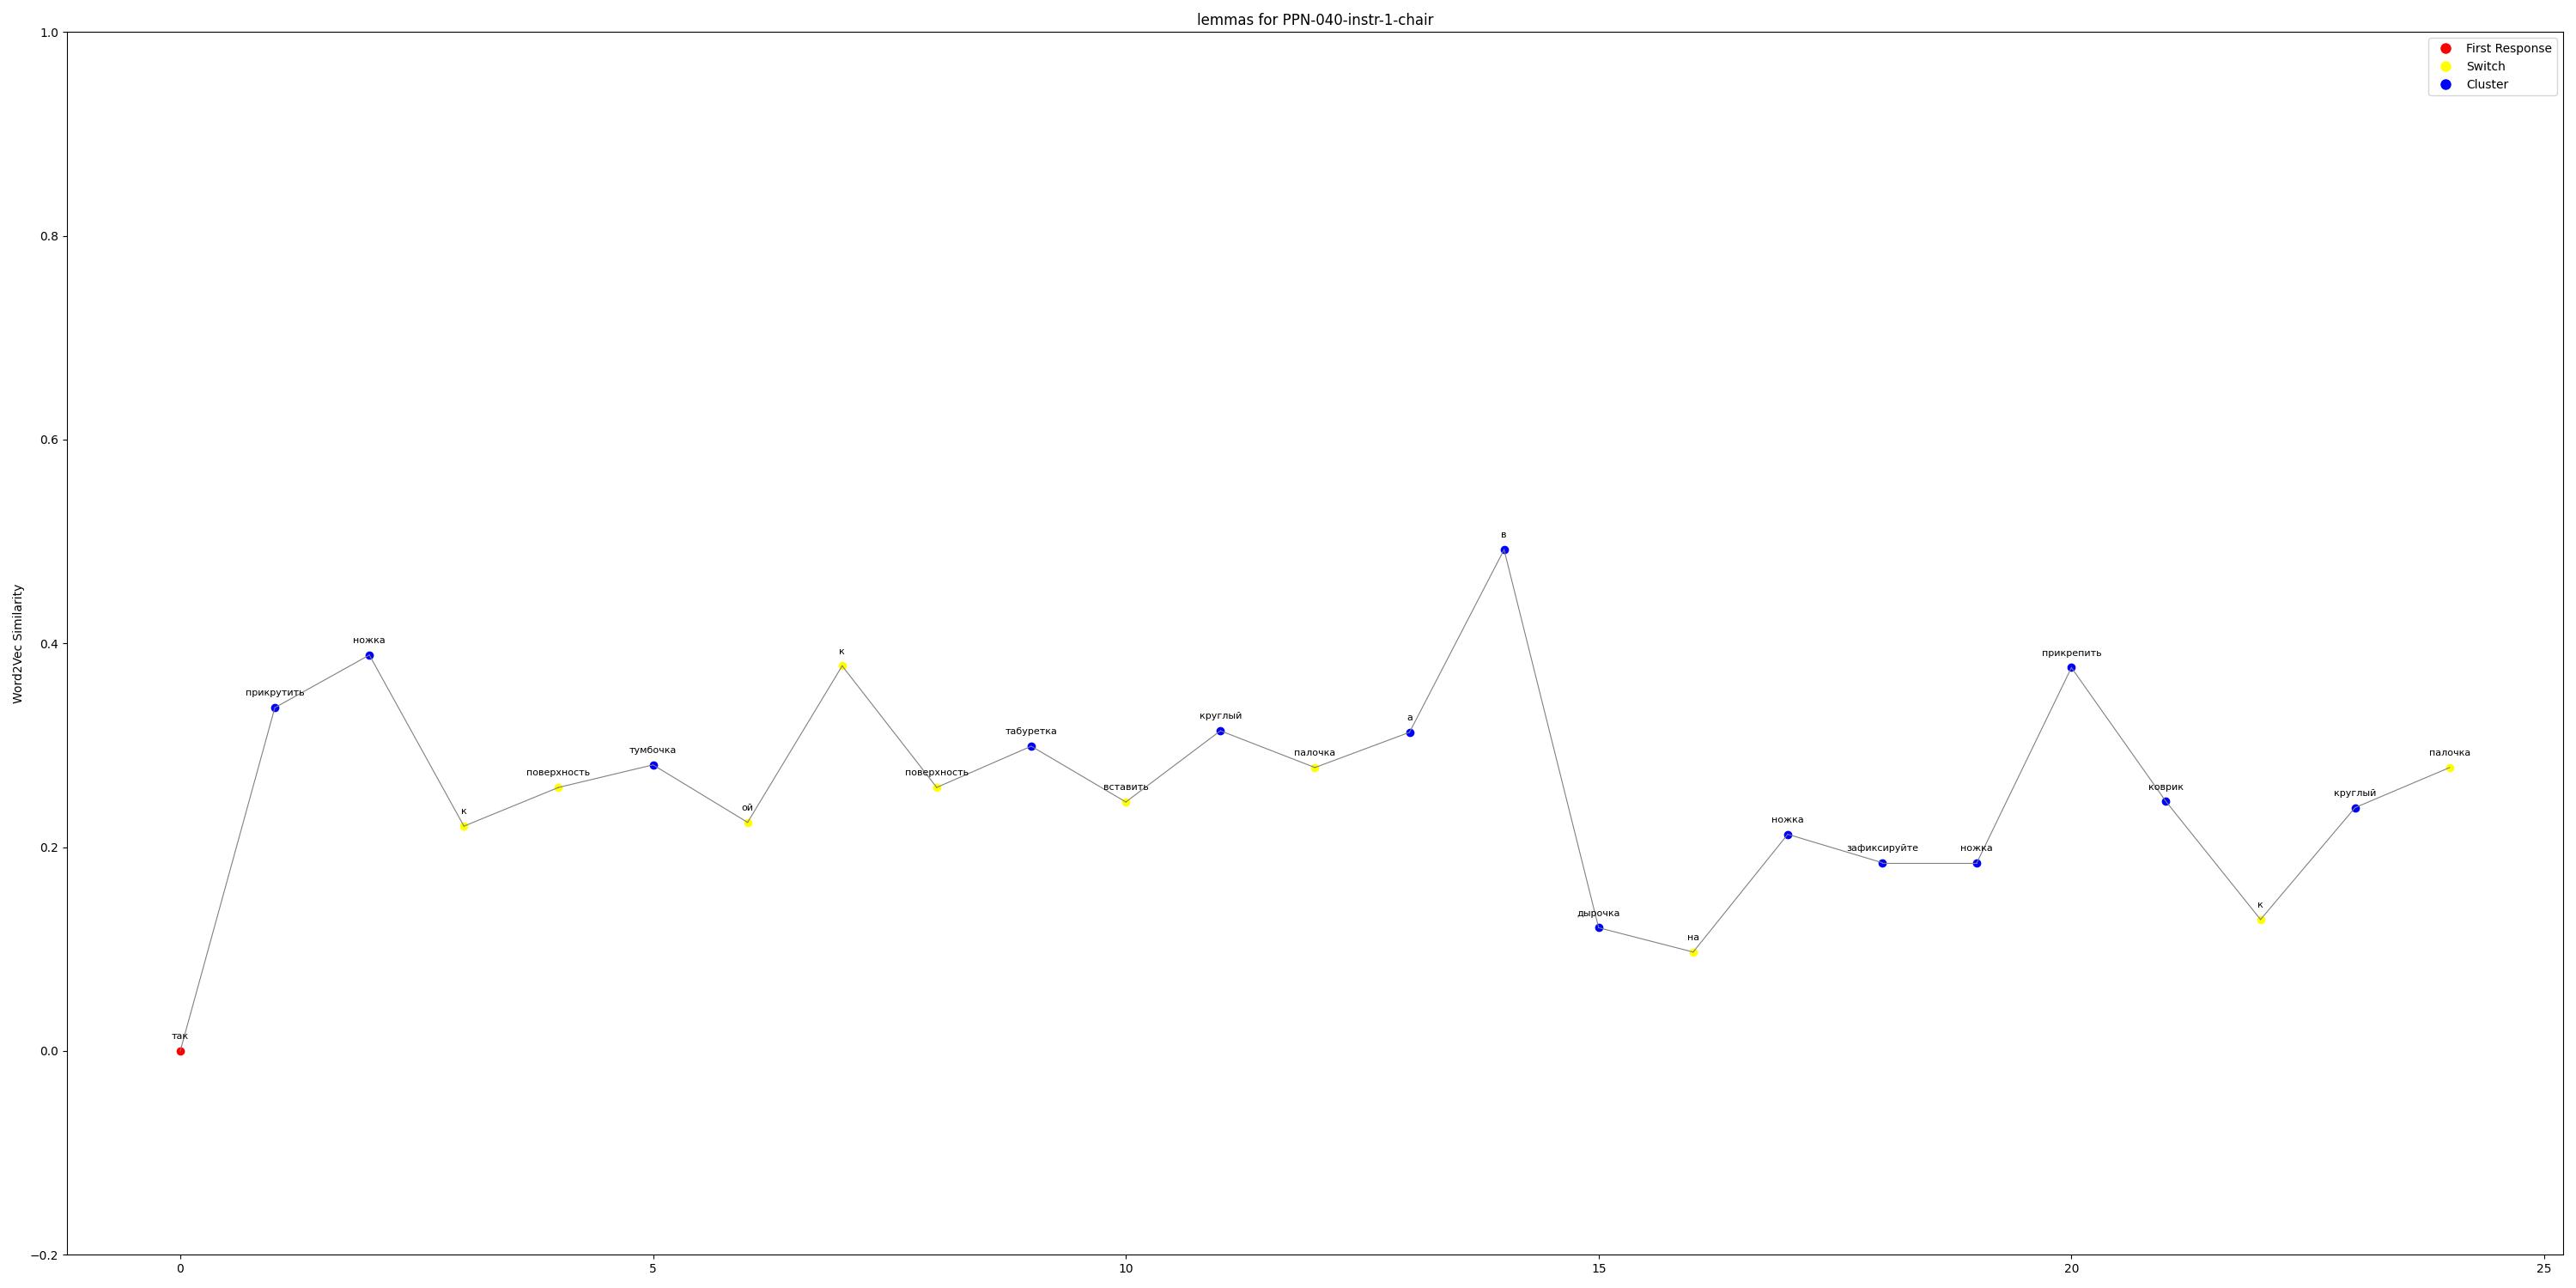 lemmas for PPN-040-instr-1-chair
First Response
Switch
Cluster
Word2Vec Similarity
1.0
0.8
0.6
0.4
0.2
0.0
−0.2
так
прикрутить
ножка
к
поверхность
тумбочка
ой
к
поверхность
табуретка
вставить
круглый
палочка
а
в
дырочка
на
ножка
зафиксируйте
ножка
прикрепить
коврик
к
круглый
палочка
0
5
10
15
20
25